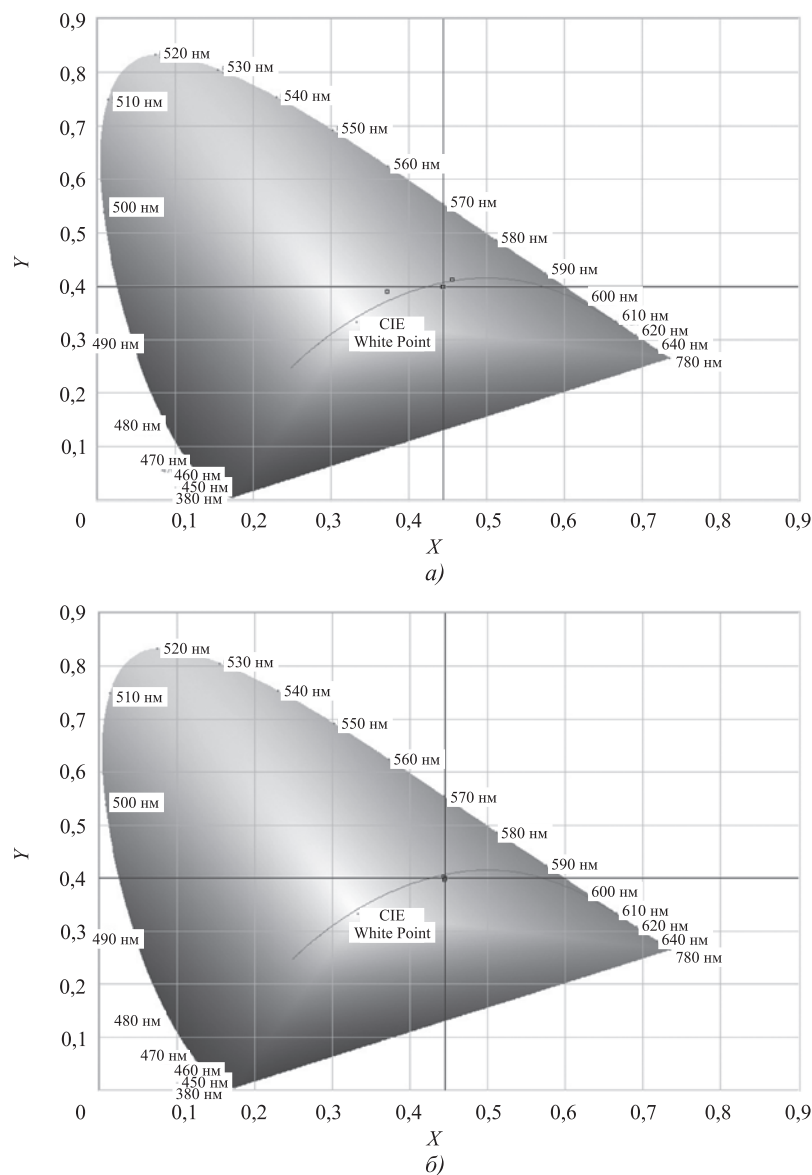 0,9
520 нм
0,8
530 нм
540 нм
510 нм
0,7
550 нм
560 нм
0,6
500 нм
570 нм
0,5
580 нм
Y
590 нм
0,4
600 нм
610 нм
CIE
620 нм
0,3
490 нм
White Point
640 нм
780 нм
0,2
480 нм
0,1
470 нм
460 нм
450 нм
380 нм
0 0,1 0,2 0,3 0,4 0,5 0,6 0,7 0,8 0,9
X
а)
0,9
520 нм
0,8
530 нм
540 нм
510 нм
0,7
550 нм
560 нм
0,6
500 нм
570 нм
0,5
580 нм
Y
590 нм
0,4
600 нм
610 нм
CIE
620 нм
0,3
490 нм
White Point
640 нм
780 нм
0,2
480 нм
0,1
470 нм
460 нм
450 нм
380 нм
0 0,1 0,2 0,3 0,4 0,5 0,6 0,7 0,8 0,9
X
б)